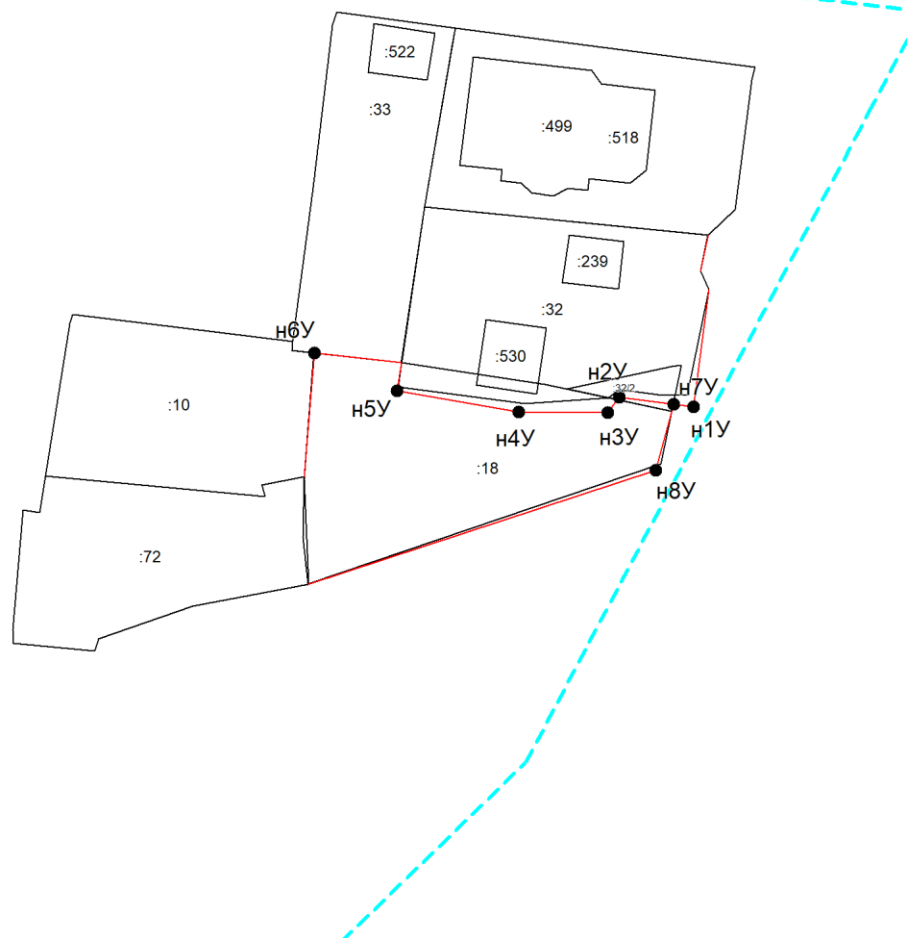 :522
:33
:499
:518
:239
:32
:530
н6У
н2У
:32/2
н7У
н5У
:10
н4У
н3У
н1У
:18
н8У
:72